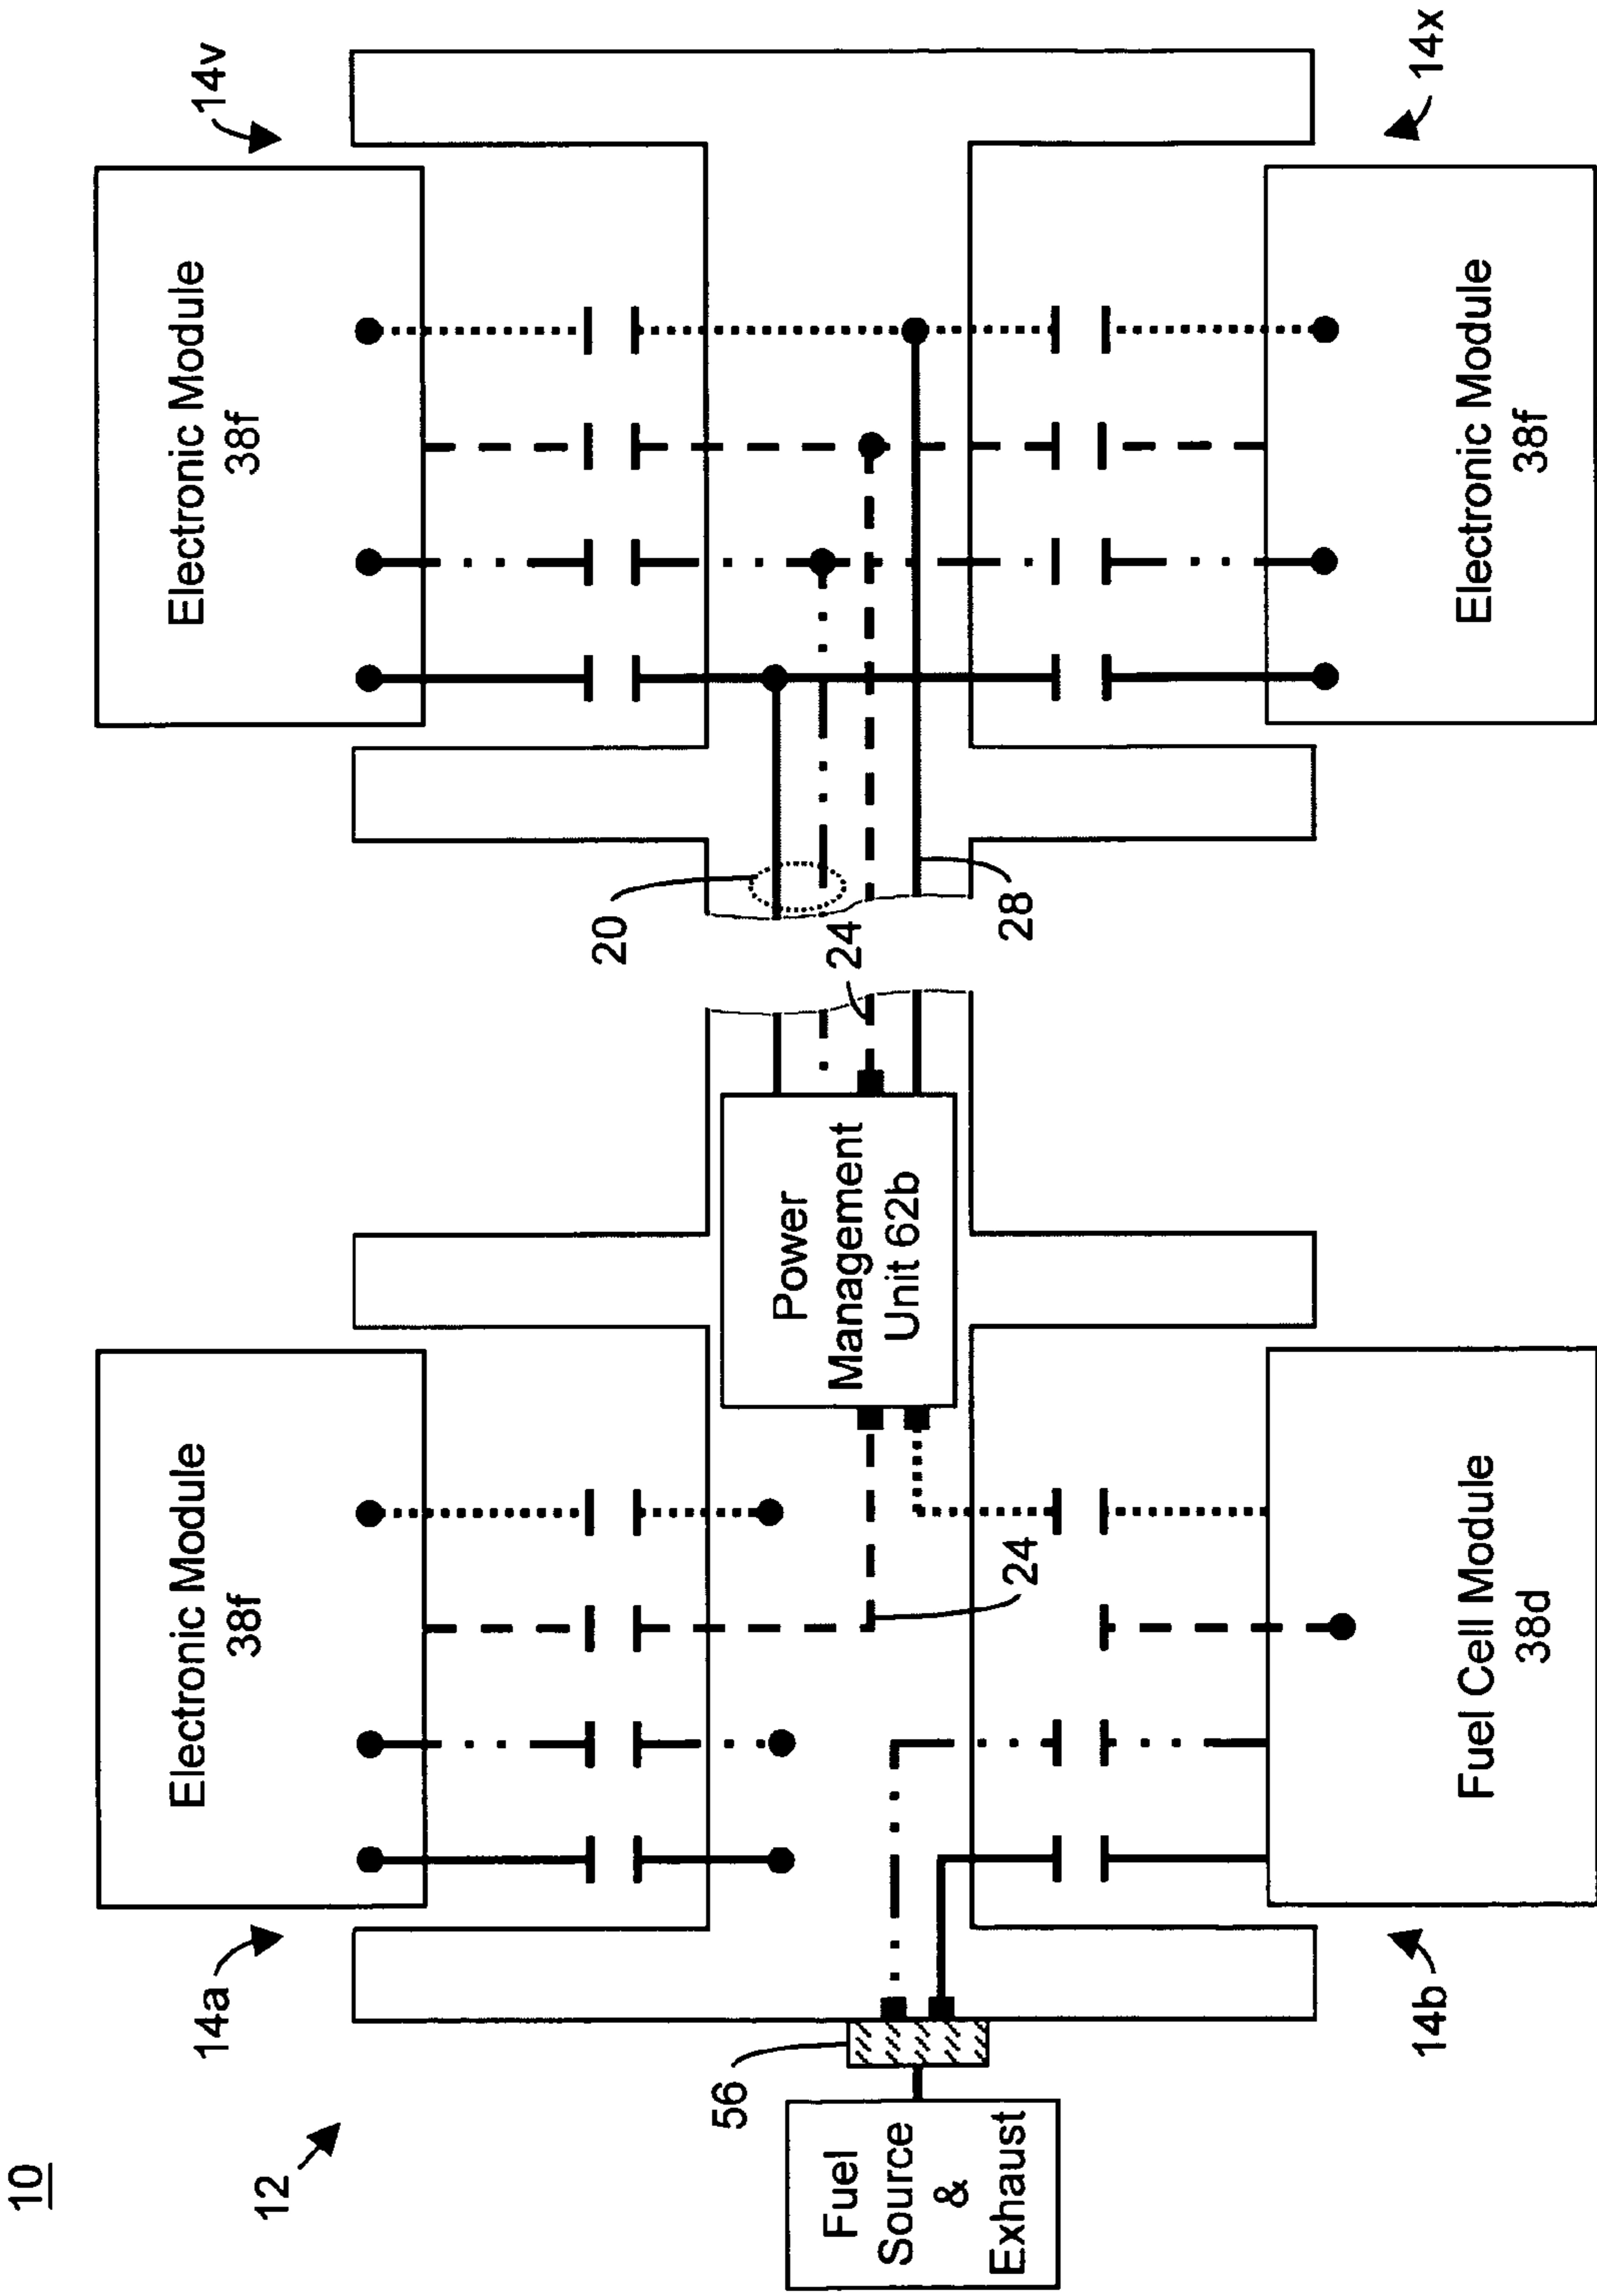 10
12
14a
14v
Electronic Module
38f
Electronic Module
38f
20
24
28
Power
Management
Unit 62b
24
56
Fuel
Source
&
Exhaust
14b
14x
Fuel Cell Module
38d
Electronic Module
38f